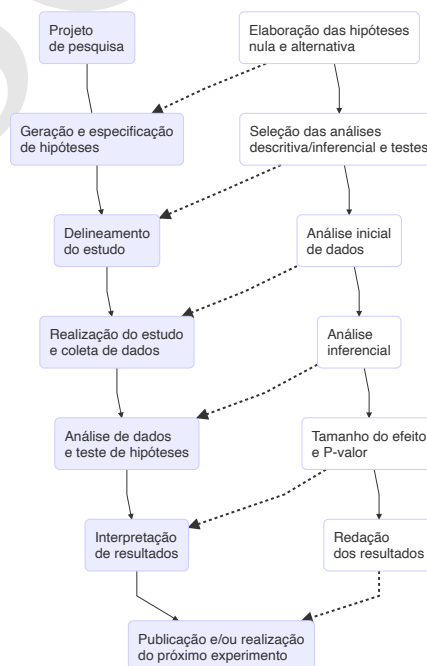 Projeto
de pesquisa
Elaboração das hipóteses
nula e alternativa
Geração e especificação
de hipóteses
Seleção das análises
descritiva/inferencial e testes
Delineamento
do estudo
Análise inicial
de dados
Realização do estudo
e coleta de dados
Análise
inferencial
Análise de dados
e teste de hipóteses
Tamanho do efeito
e P-valor
Interpretação
de resultados
Redação
dos resultados
Publicação e/ou realização
do próximo experimento